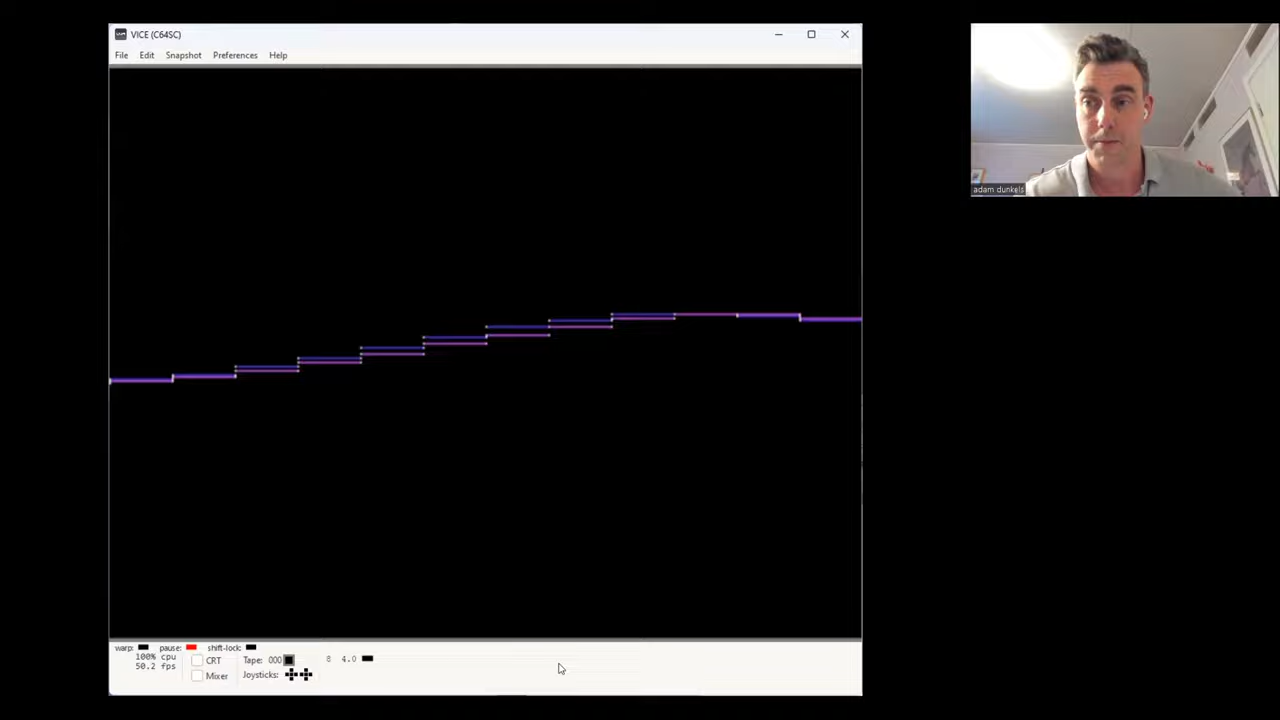 VICE (C64SC)
File Edit Snapshot Preferences Help
adam dunkels
warp: pause: shift-lock:
100% cpu
50.2 fps
CRT
Mixer
Tape: 000
Joysticks:
8 4.0